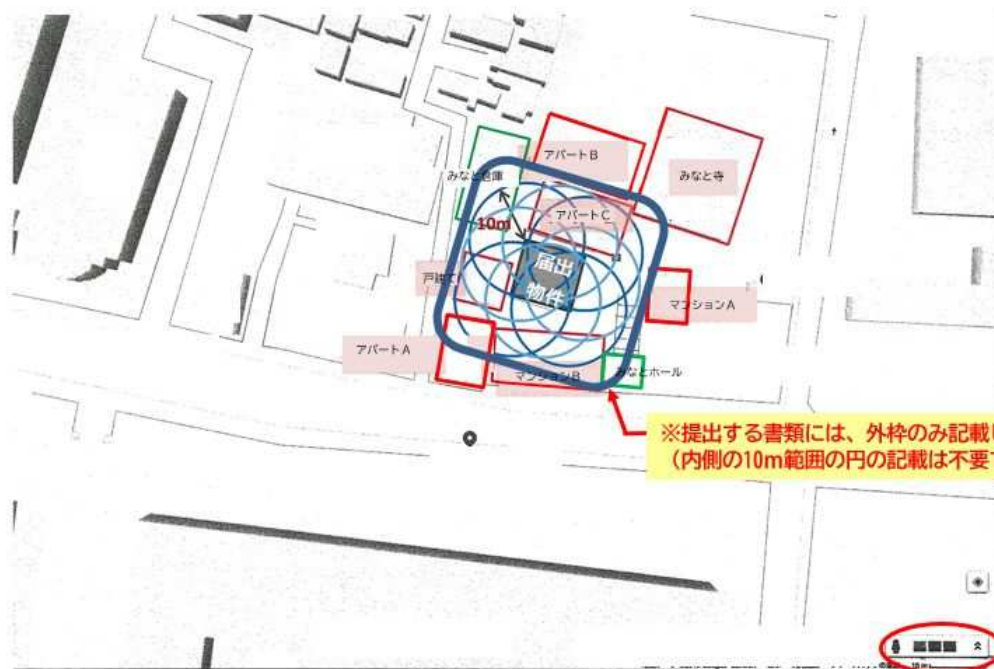 アパートB
みなと倉庫
みなと寺
アパートC
10m
届出
物件
戸建て
マンションA
アパートA
マンションB
みなとホール
※提出する書類には、外枠のみ記載
(内側の10m範囲の円の記載は不要